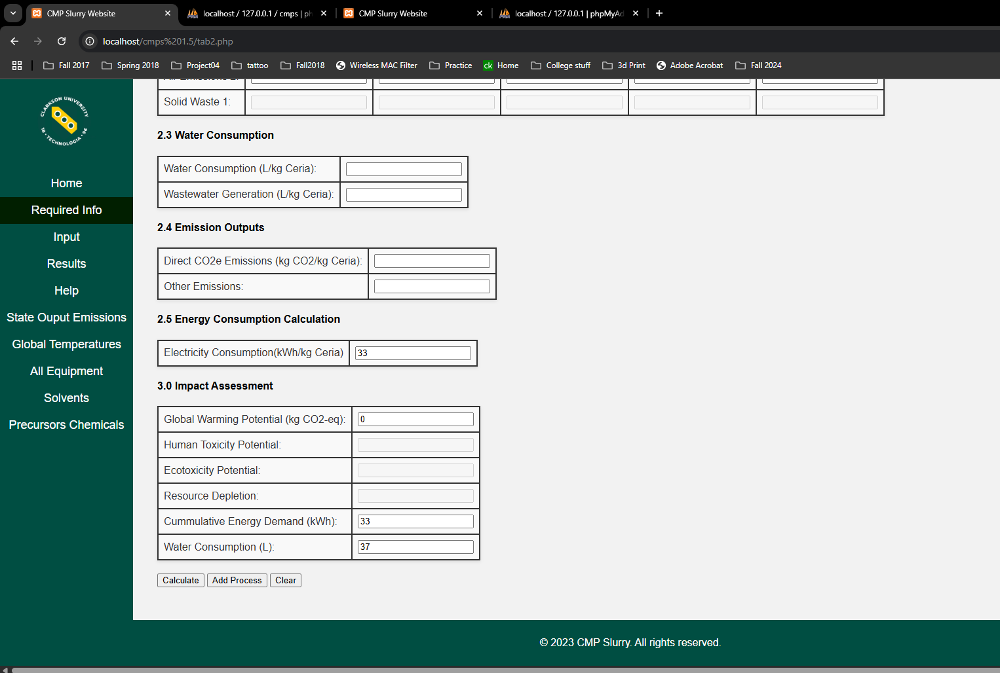 CMP Slurry Website
localhost / 127.0.0.1 / cmps | ph
CMP Slurry Website
localhost / 127.0.0.1 | phpMyAd
localhost/cmps%201.5/tab2.php
Fall 2017
Spring 2018
Project04
tattoo
Fall2018
Wireless MAC Filter
Practice
ck Home
College stuff
3d Print
Adobe Acrobat
Fall 2024
CLARKSON UNIVERSITY
18 • TECHNOLOGIA • 96
Home
Required Info
Input
Results
Help
State Ouput Emissions
Global Temperatures
All Equipment
Solvents
Precursors Chemicals
Solid Waste 1:
2.3 Water Consumption
Water Consumption (L/kg Ceria):
Wastewater Generation (L/kg Ceria):
2.4 Emission Outputs
Direct CO2e Emissions (kg CO2/kg Ceria):
Other Emissions:
2.5 Energy Consumption Calculation
Electricity Consumption(kWh/kg Ceria) 33
3.0 Impact Assessment
Global Warming Potential (kg CO2-eq): 0
Human Toxicity Potential:
Ecotoxicity Potential:
Resource Depletion:
Cummulative Energy Demand (kWh): 33
Water Consumption (L): 37
Calculate Add Process Clear
© 2023 CMP Slurry. All rights reserved.